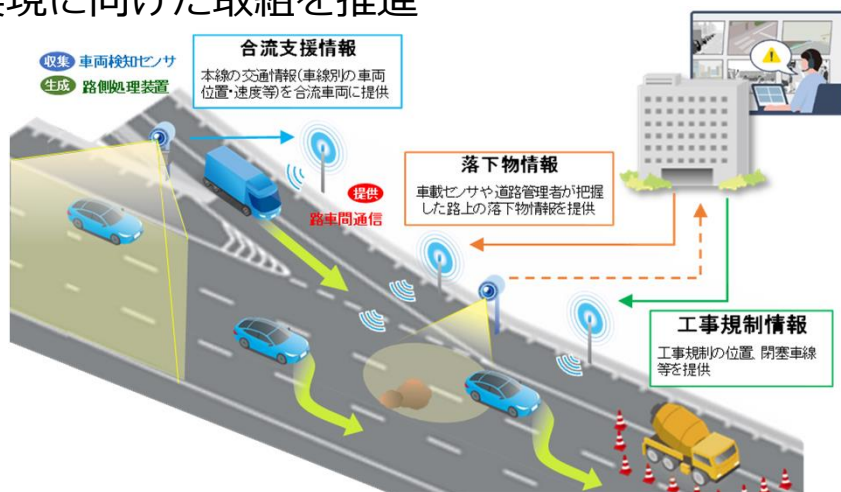 現に向けた取組を推進
収集 車両検知センサ
生成 路側処理装置
合流支援情報
本線の交通情報(車線別の車両
位置・速度等)を合流車両に提供
提供
路車間通信
落下物情報
車載センサや道路管理者が把握
した路上の落下物情報を提供
工事規制情報
工事規制の位置、閉塞車線
等を提供